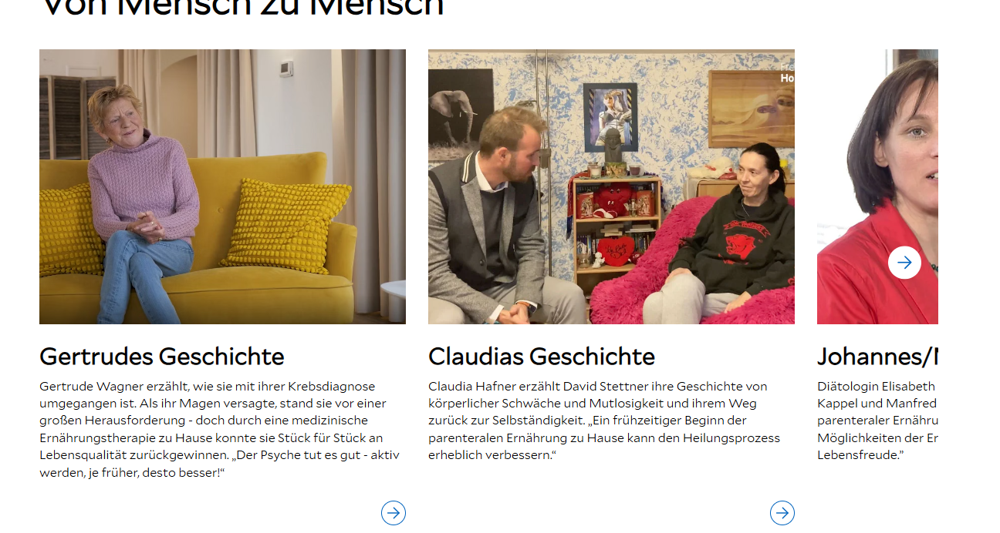 Von Mensch zu Mensch
Fre
Ho
Gertrudes Geschichte
Gertrude Wagner erzählt, wie sie mit ihrer Krebsdiagnose
umgegangen ist. Als ihr Magen versagte, stand sie vor einer
großen Herausforderung - doch durch eine medizinische
Ernährungstherapie zu Hause konnte sie Stück für Stück an
Lebensqualität zurückgewinnen. „Der Psyche tut es gut - aktiv
werden, je früher, desto besser!“
Claudias Geschichte
Claudia Hafner erzählt David Stettner ihre Geschichte von
körperlicher Schwäche und Mutlosigkeit und ihrem Weg
zurück zur Selbständigkeit. „Ein frühzeitiger Beginn der
parenteralen Ernährung zu Hause kann den Heilungsprozess
erheblich verbessern.“
Johannes/
Diätologin Elisabeth
Kappel und Manfred
parenteraler Ernähru
Möglichkeiten der Er
Lebensfreude.”